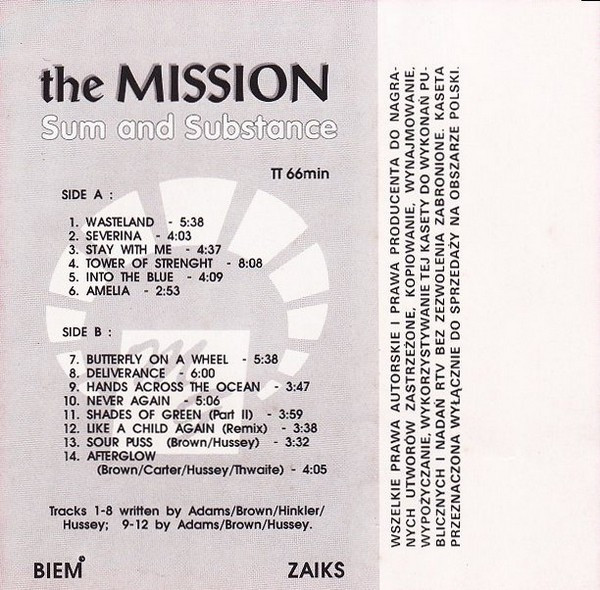 the MISSION
Sum and Substance
TT 66min
SIDE A :
1. WASTELAND - 5:38
2. SEVERINA - 4:03
3. STAY WITH ME - 4:37
4. TOWER OF STRENGHT - 8:08
5. INTO THE BLUE - 4:09
6. AMELIA - 2:53
SIDE B :
7. BUTTERFLY ON A WHEEL - 5:38
8. DELIVERANCE - 6:00
9. HANDS ACROSS THE OCEAN - 3:47
10. NEVER AGAIN - 5:06
11. SHADES OF GREEN (Part II) - 3:59
12. LIKE A CHILD AGAIN (Remix) - 3:38
13. SOUR PUSS (Brown/Hussey) - 3:32
14. AFTERGLOW
(Brown/Carter/Hussey/Thwaite) - 4:05
Tracks 1-8 written by Adams/Brown/Hinkler/
Hussey; 9-12 by Adams/Brown/Hussey.
BIEM©
ZAIKS
WSZELKIE PRAWA AUTORSKIE I PRAWA PRODUCENTA DO NAGRA-
NYCH UTWORÓW ZASTRZEŻONE, KOPIOWANIE, WYNAJMOWANIE,
WYPOŻYCZANIE, WYKORZYSTYWANIE TEJ KASETY DO WYKONAŃ PU-
BLICZNYCH I NADAŃ RTV BEZ ZEZWOLENIA ZABRONIONE. KASETA
PRZEZNACZONA WYŁĄCZNIE DO SPRZEDAŻY NA OBSZARZE POLSKI.